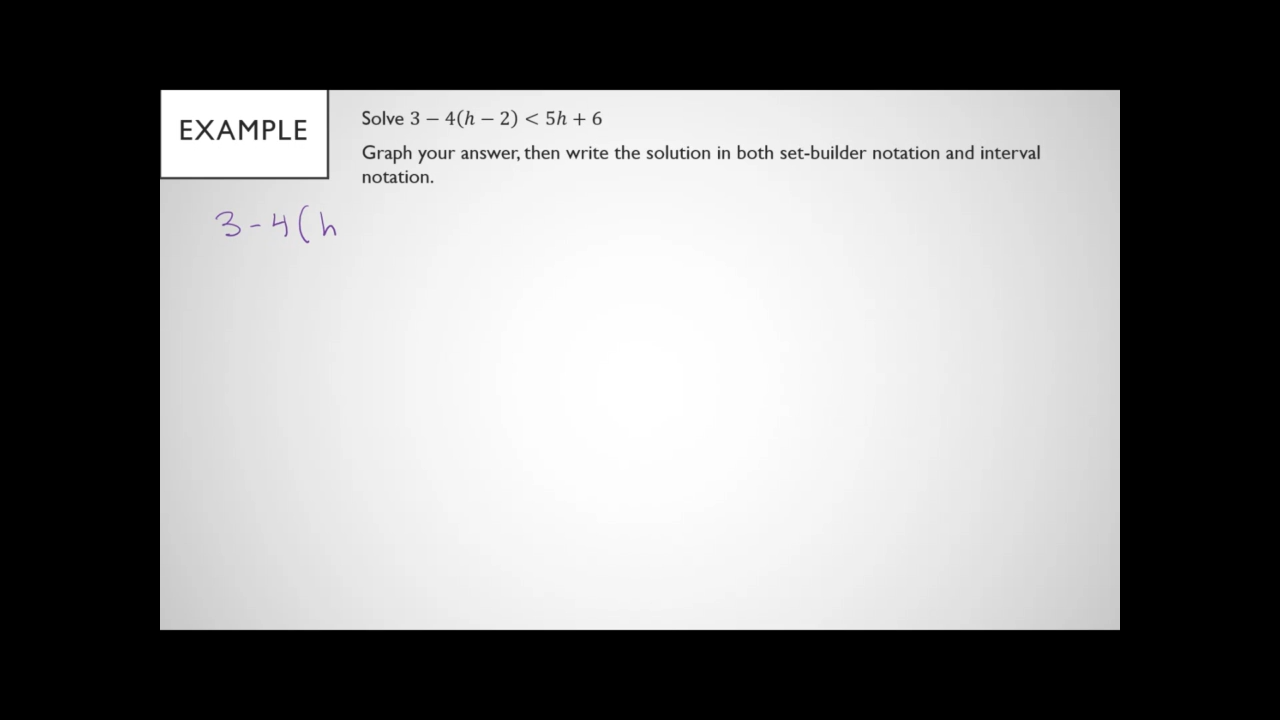 EXAMPLE
Solve 3 − 4(h − 2) < 5h + 6
Graph your answer, then write the solution in both set-builder notation and interval
notation.
3 - 4 ( h